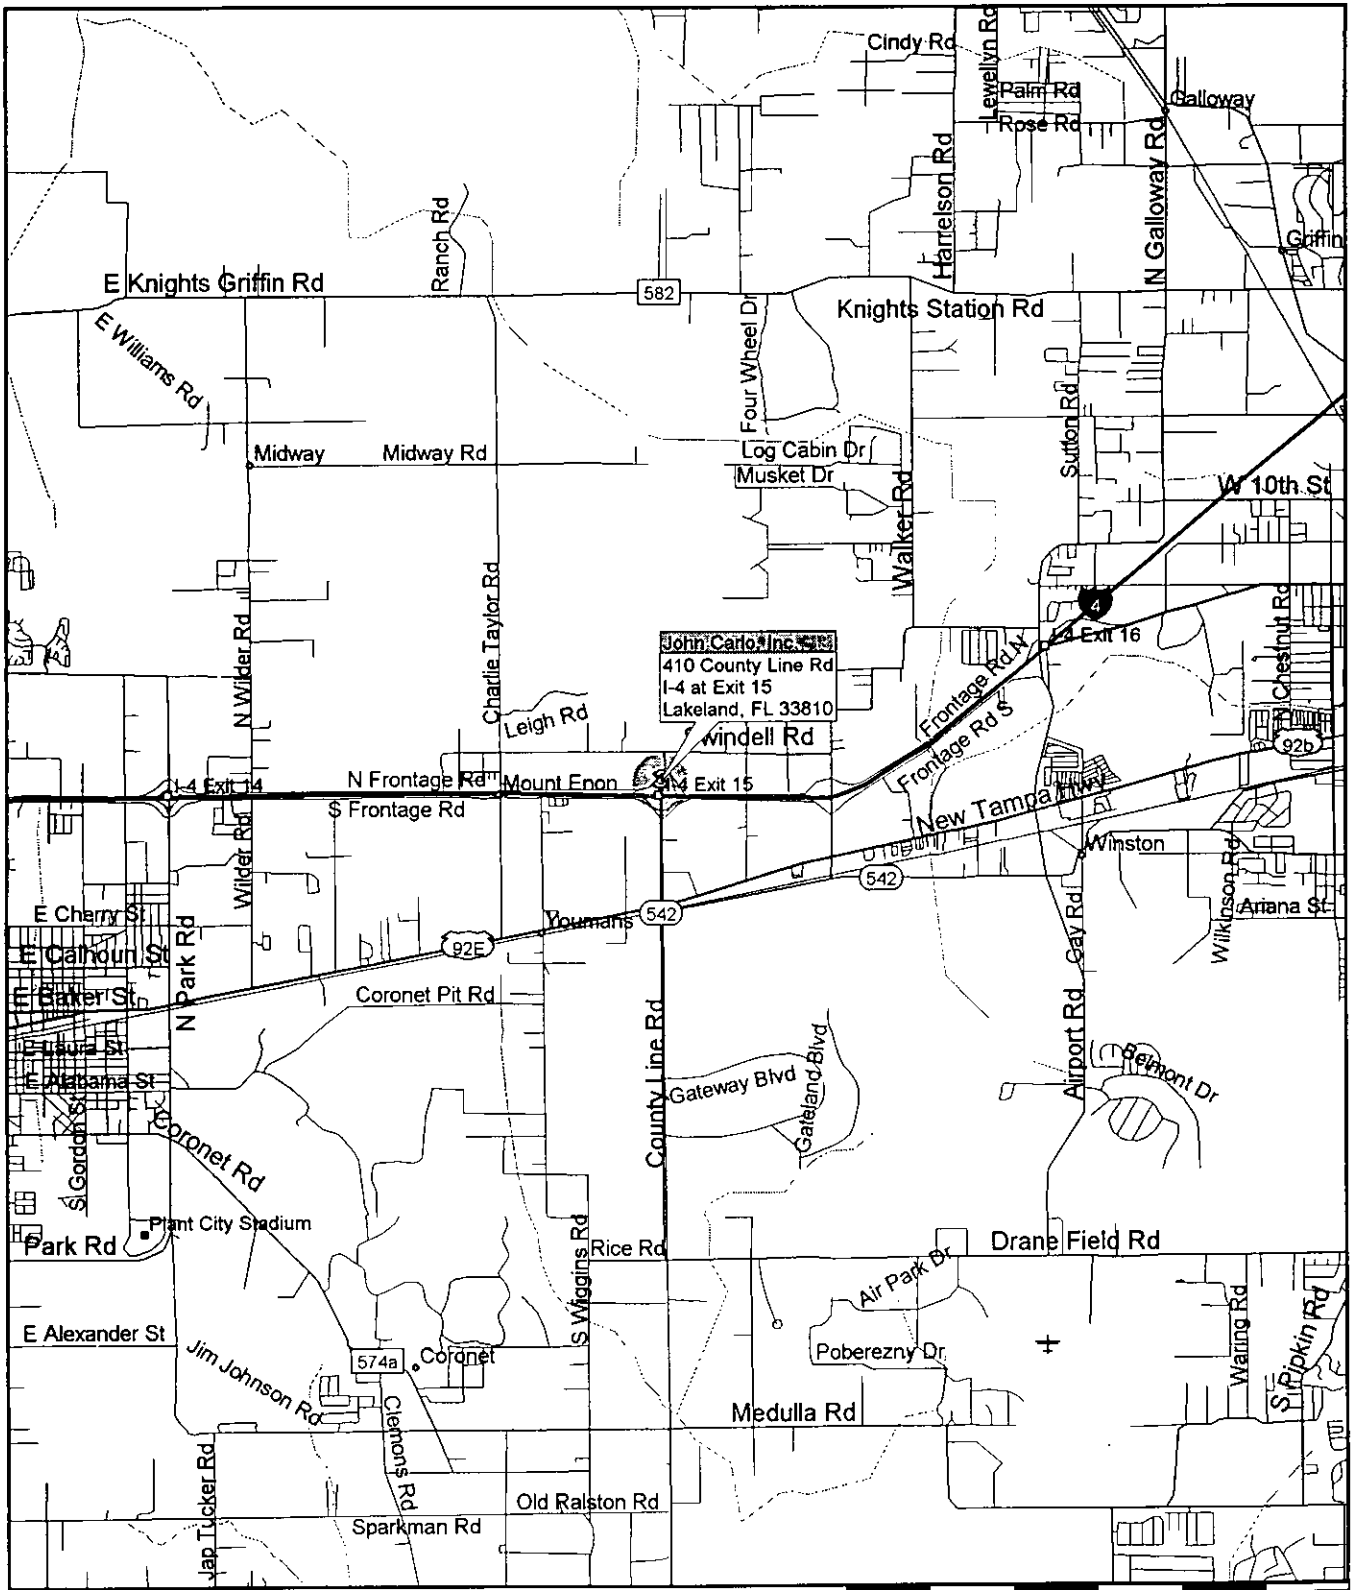 Cindy Rd
Llewellyn Rd
Palm Rd
Rose Rd
Galloway
Harrelson Rd
N Galloway Rd
Griffin
Ranch Rd
E Knights Griffin Rd
582
Knights Station Rd
E Williams Rd
Four Wheel Dr
Sutton Rd
Midway
Midway Rd
Log Cabin Dr
Musket Dr
W 10th St
Walker Rd
4
I-4 Exit 16
N Chestnut Rd
N Wilder Rd
Charlie Taylor Rd
John Carlo, Inc.
410 County Line Rd
I-4 at Exit 15
Lakeland, FL 33810
Frontage Rd N
Frontage Rd S
Leigh Rd
Swindell Rd
92b
I-4 Exit 14
N Frontage Rd
Mount Enon
I-4 Exit 15
S Frontage Rd
New Tampa Hwy
Winston
Wilder Rd
542
Wilkinson Rd
Ariana St
E Cherry St
542
Youmans
92E
E Calhoun St
N Park Rd
Gay Rd
E Baker St
Coronet Pit Rd
County Line Rd
Airport Rd
E Laura St
E Alabama St
Gateway Blvd
Gateland Blvd
Belmont Dr
S Gordon St
Coronet Rd
Plant City Stadium
Park Rd
S Wiggins Rd
Rice Rd
Drane Field Rd
Air Park Dr
Waring Rd
S Pipkin Rd
E Alexander St
Jim Johnson Rd
574a
Coronet
Poberezny Dr
Clemons Rd
Medulla Rd
Jap Tucker Rd
Old Ralston Rd
Sparkman Rd